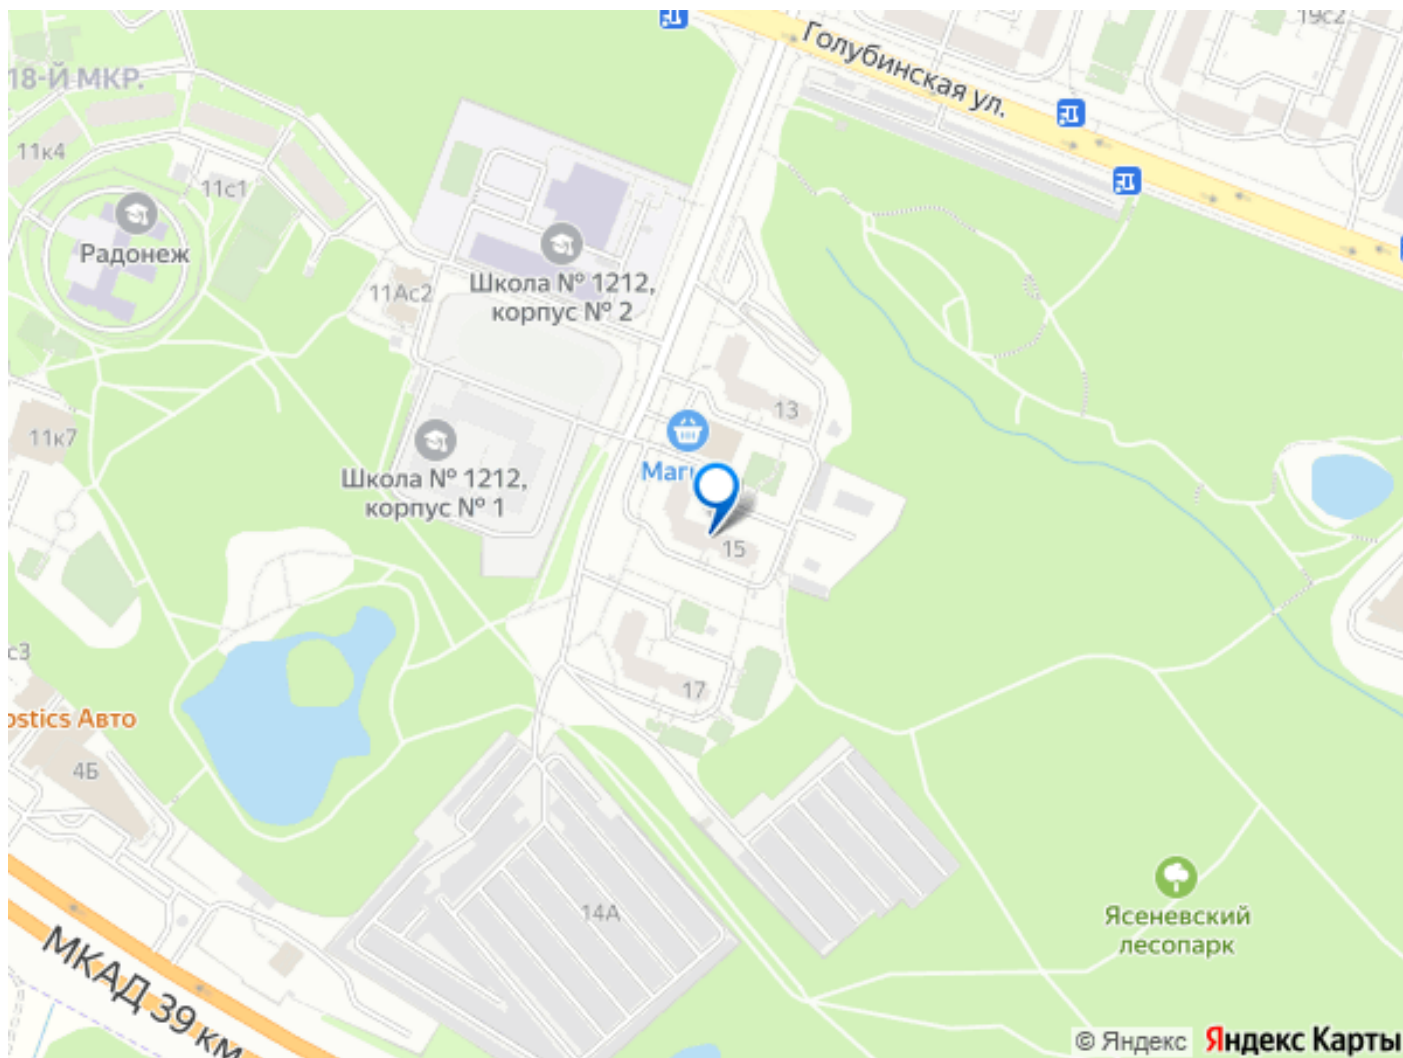 19с2
Голубинская ул.
18-Й МКР.
11к4
11с1
Радонеж
Школа № 1212,
корпус № 2
11Ас2
13
11к7
Школа № 1212,
корпус № 1
15
с3
17
ostics Авто
4Б
14А
Ясеневский
лесопарк
МКАД 39 км
© Яндекс Яндекс Карты